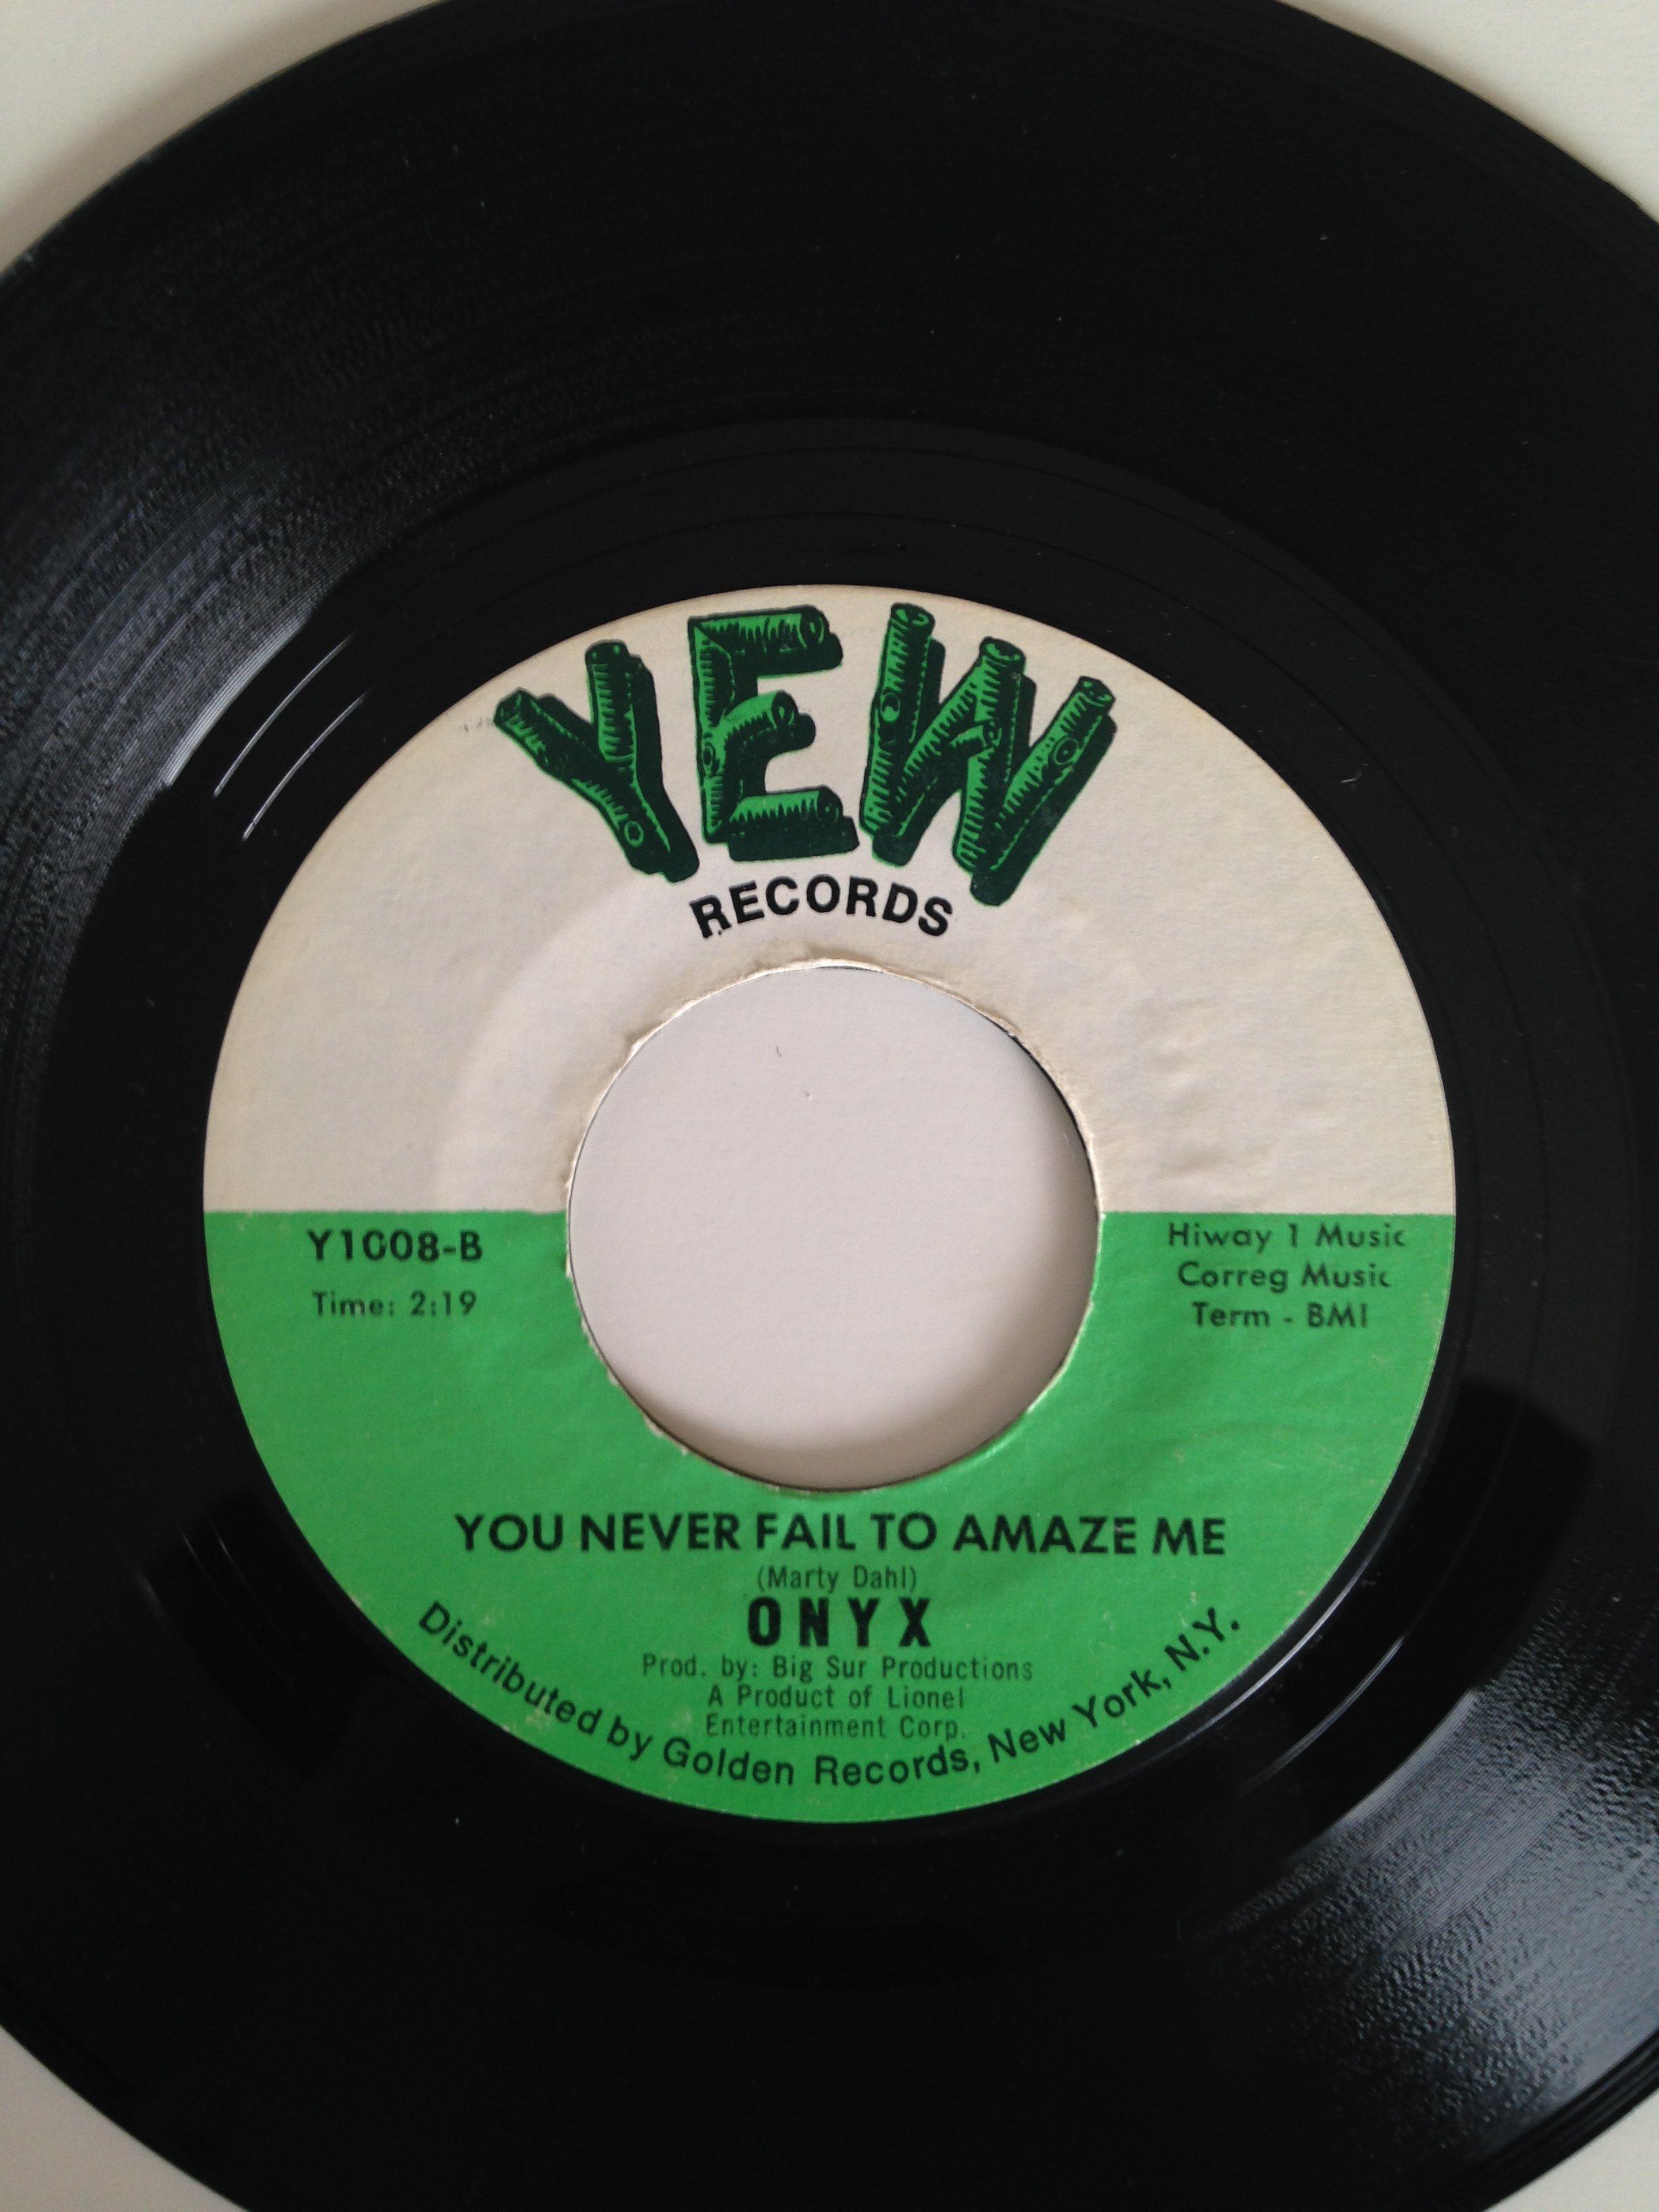 YEW
RECORDS
Y1008-B
Time: 2:19
Hiway 1 Music
Correg Music
Term - BMI
YOU NEVER FAIL TO AMAZE ME
(Marty Dahl)
ONYX
Prod. by: Big Sur Productions
A Product of Lionel
Entertainment Corp.
Distributed by Golden Records, New York, N.Y.